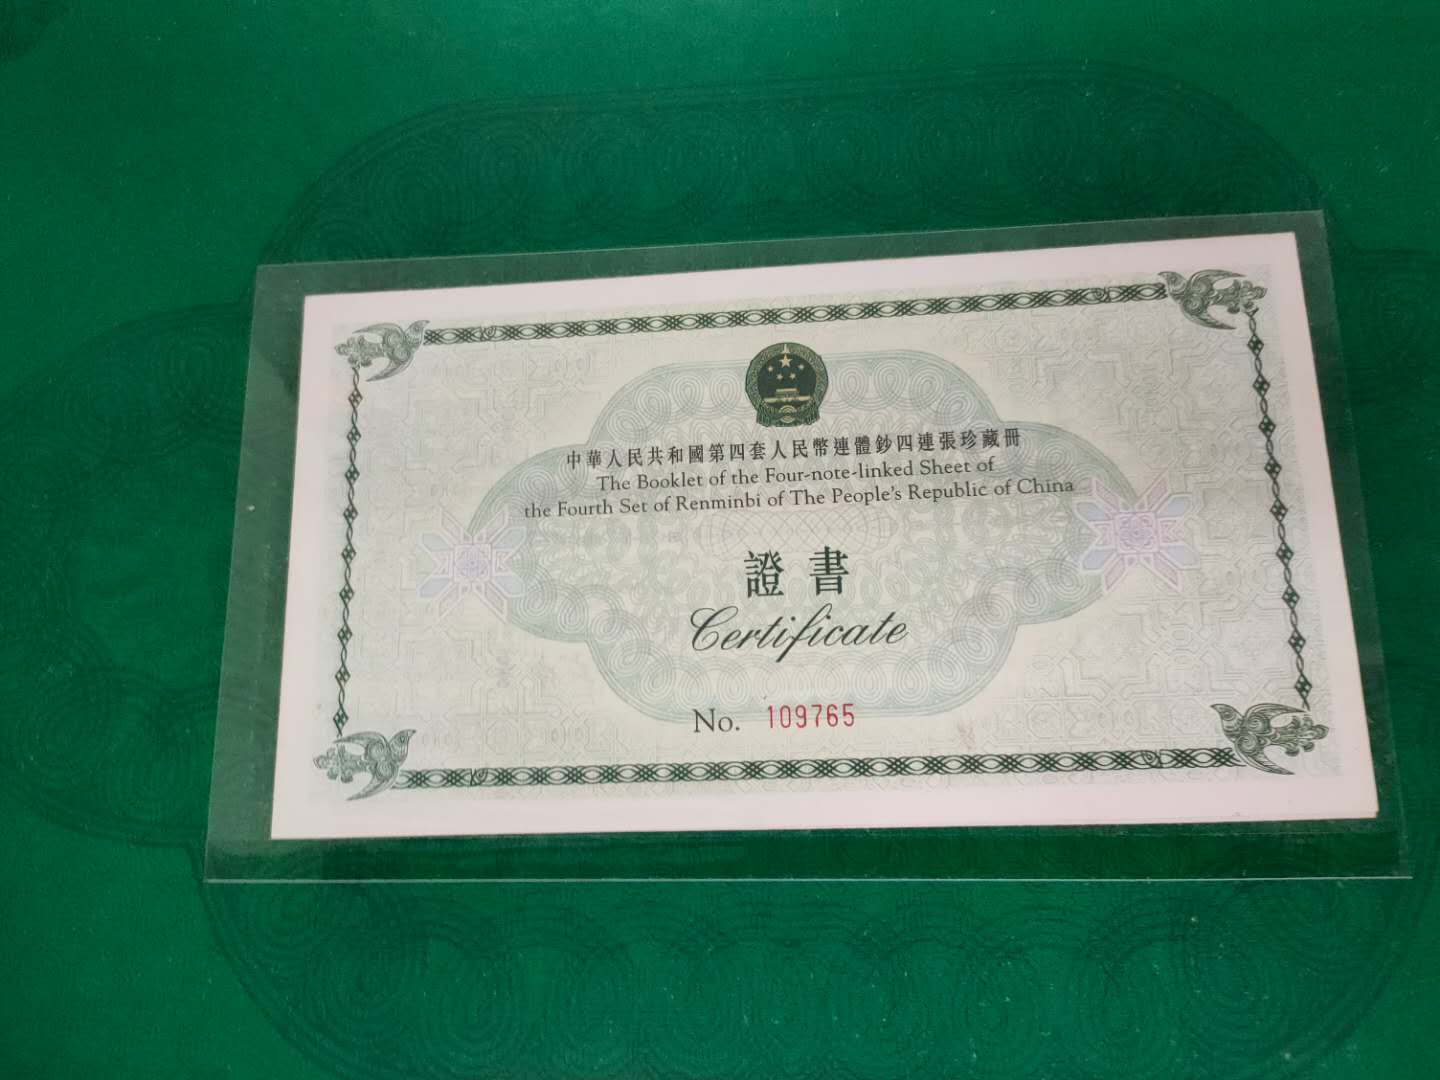 中華人民共和國第四套人民幣連體鈔四連張珍藏冊
The Booklet of the Four-note-linked Sheet of
the Fourth Set of Renminbi of The People's Republic of China
證書
Certificate
No. 109765